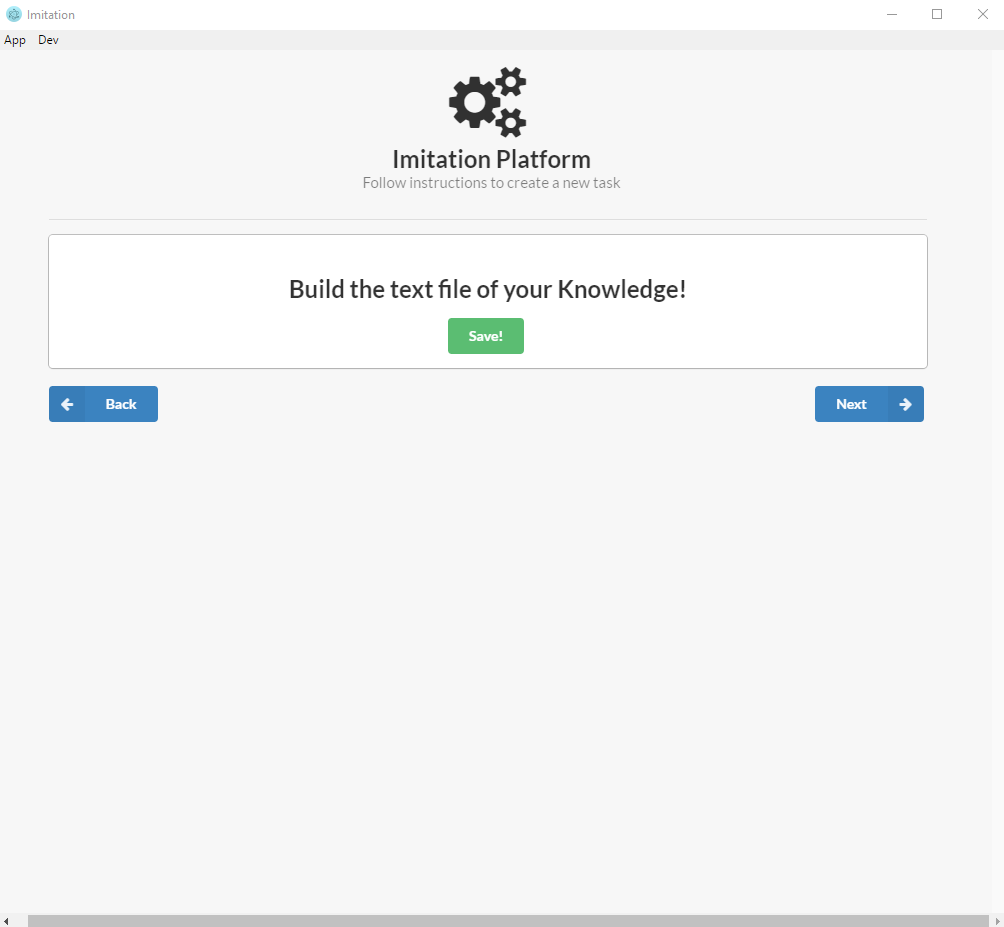 Imitation
App Dev
Imitation Platform
Follow instructions to create a new task
Build the text file of your Knowledge!
Save!
Back Next